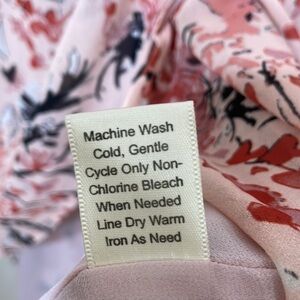 Machine Wash
Cold, Gentle
Cycle Only Non-
Chlorine Bleach
When Needed
Line Dry Warm
Iron As Need